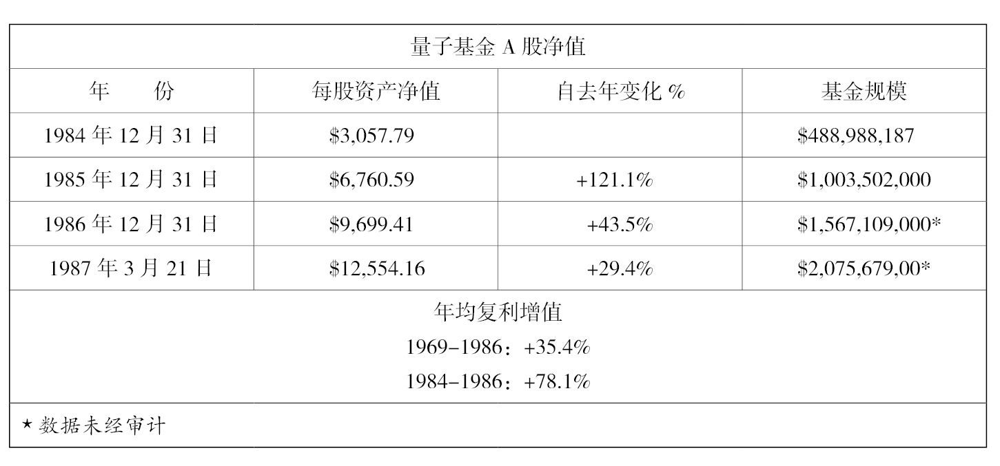 量子基金 A 股净值
年 份 每股资产净值 自去年变化 % 基金规模
1984 年 12 月 31 日 $3,057.79 $488,988,187
1985 年 12 月 31 日 $6,760.59 +121.1% $1,003,502,000
1986 年 12 月 31 日 $9,699.41 +43.5% $1,567,109,000*
1987 年 3 月 21 日 $12,554.16 +29.4% $2,075,679,00*
年均复利增值
1969-1986：+35.4%
1984-1986：+78.1%
★ 数据未经审计